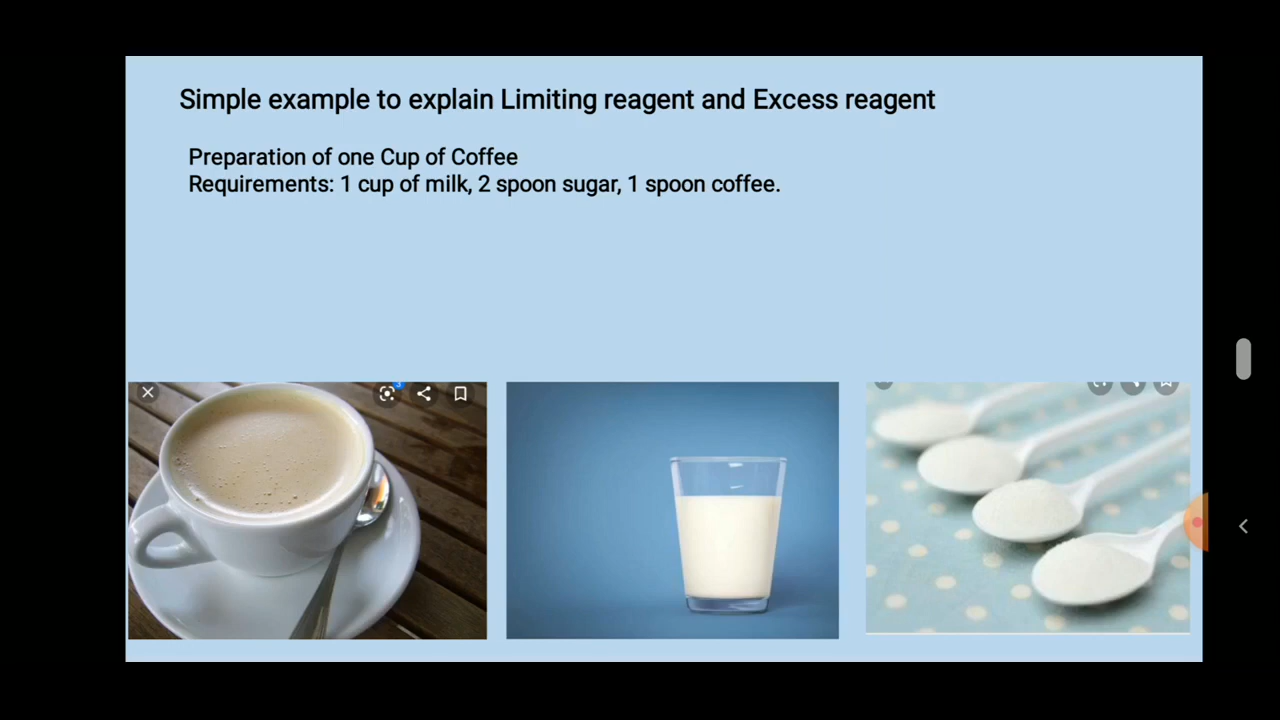 Simple example to explain Limiting reagent and Excess reagent
Preparation of one Cup of Coffee
Requirements: 1 cup of milk, 2 spoon sugar, 1 spoon coffee.